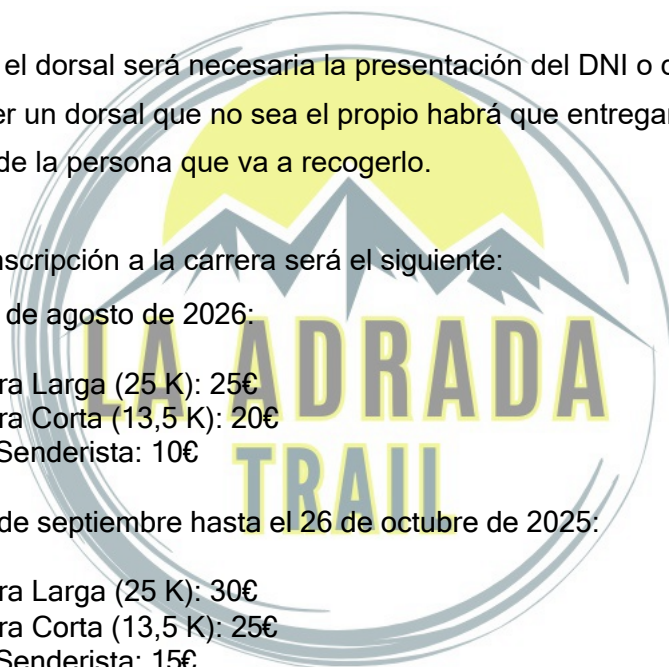 el dorsal será necesaria la presentación del DNI o
er un dorsal que no sea el propio habrá que entregar
de la persona que va a recogerlo.
nscripción a la carrera será el siguiente:
de agosto de 2026:
ra Larga (25 K): 25€
ra Corta (13,5 K): 20€
Senderista: 10€
de septiembre hasta el 26 de octubre de 2025:
ra Larga (25 K): 30€
ra Corta (13,5 K): 25€
Senderista: 15€
LA ADRADA
TRAIL